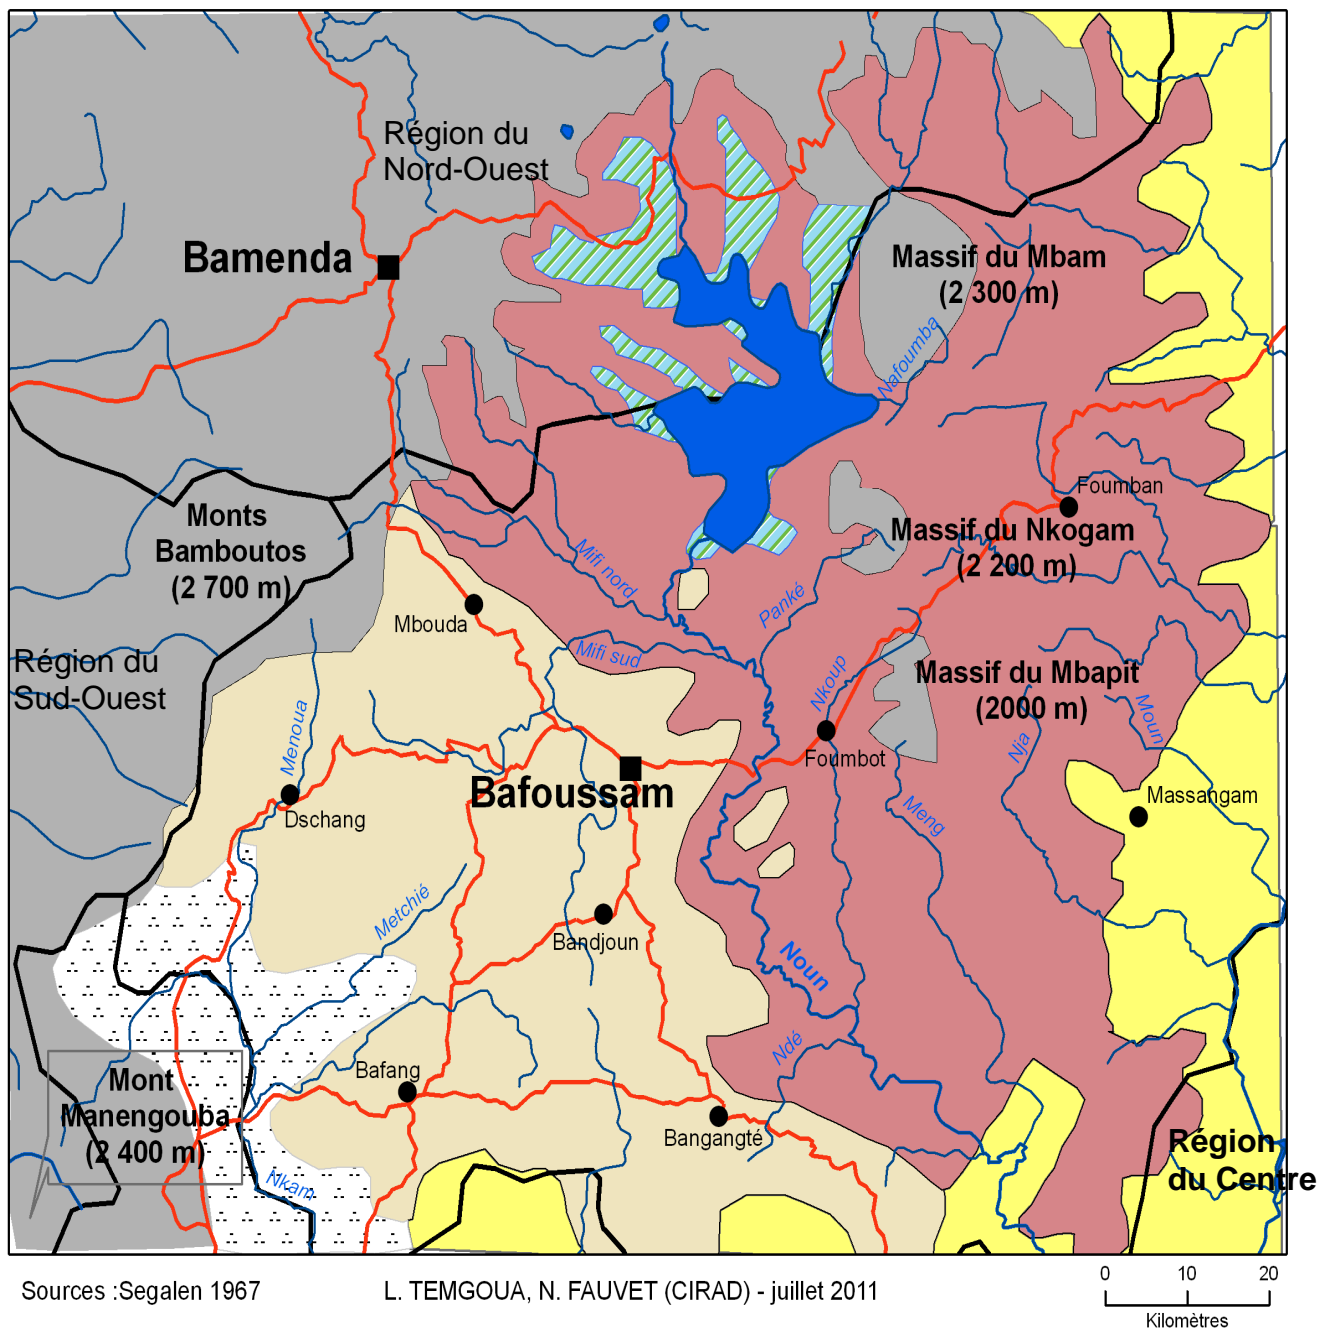 Région du
Nord-Ouest
Bamenda
Massif du Mbam
(2 300 m)
Nafoumba
Foumban
Monts
Bamboutos
(2 700 m)
Massif du Nkogam
(2 200 m)
Mifi nord
Panké
Mbouda
Mifi sud
Région du
Sud-Ouest
Massif du Mbapit
(2000 m)
Nkoup
Menoua
Nja
Moun
Foumbot
Bafoussam
Massangam
Dschang
Meng
Metchié
Bandjoun
Noun
Ndé
Bafang
Mont
Manengouba
(2 400 m)
Bangangté
Région
du Centre
Nkam
Sources :Segalen 1967
L. TEMGOUA, N. FAUVET (CIRAD) - juillet 2011
0 10 20
Kilomètres